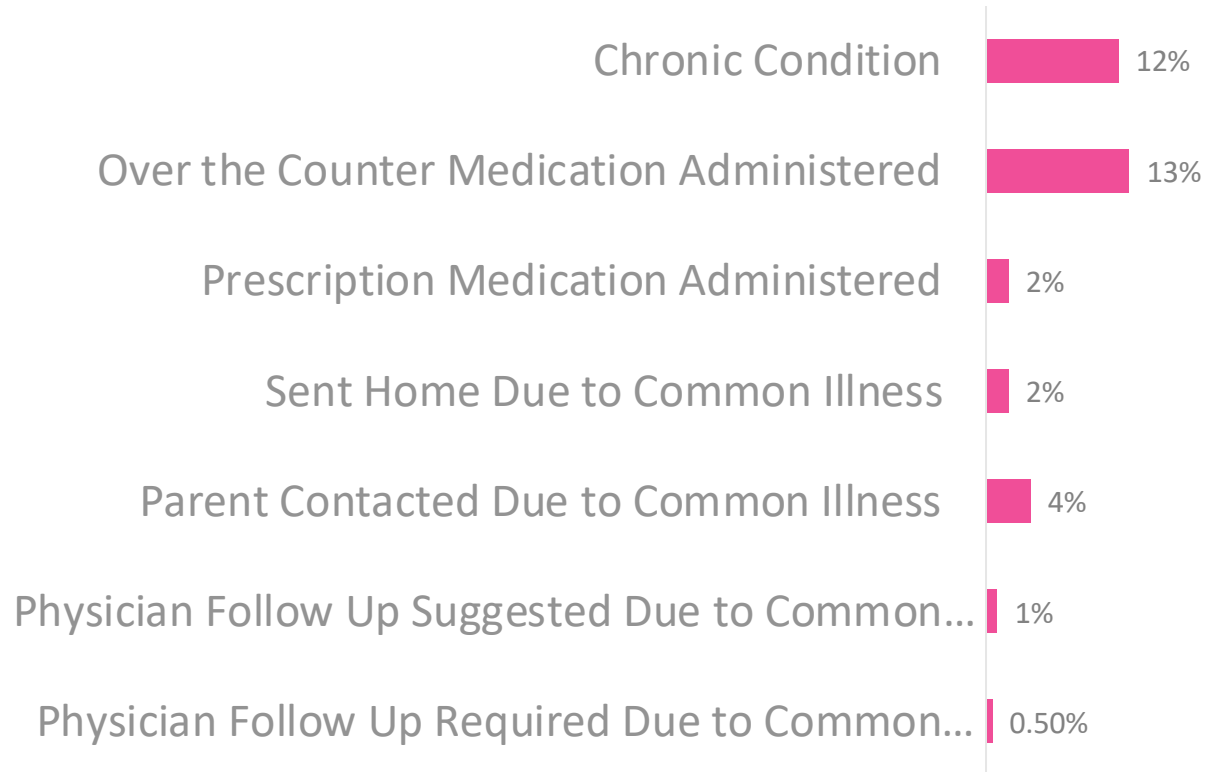 Chronic Condition 12%
Over the Counter Medication Administered 13%
Prescription Medication Administered 2%
Sent Home Due to Common Illness 2%
Parent Contacted Due to Common Illness 4%
Physician Follow Up Suggested Due to Common... 1%
Physician Follow Up Required Due to Common... 0.50%